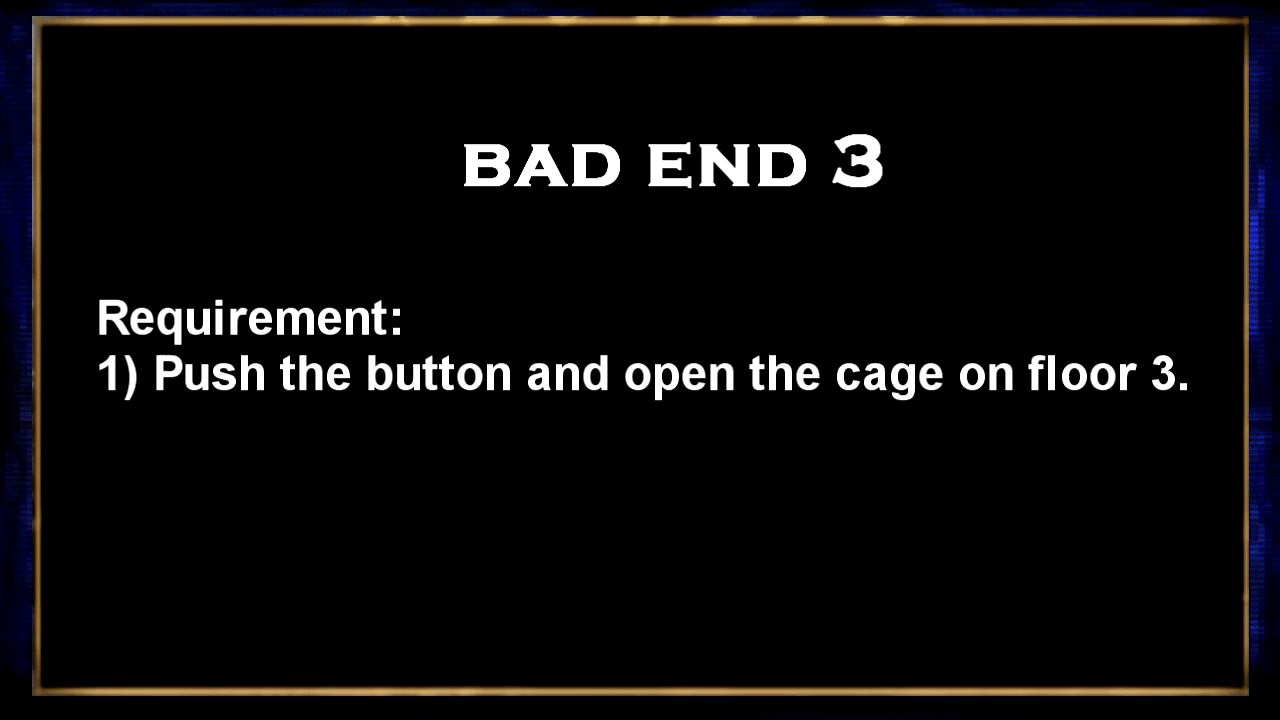 BAD END 3
Requirement:
1) Push the button and open the cage on floor 3.